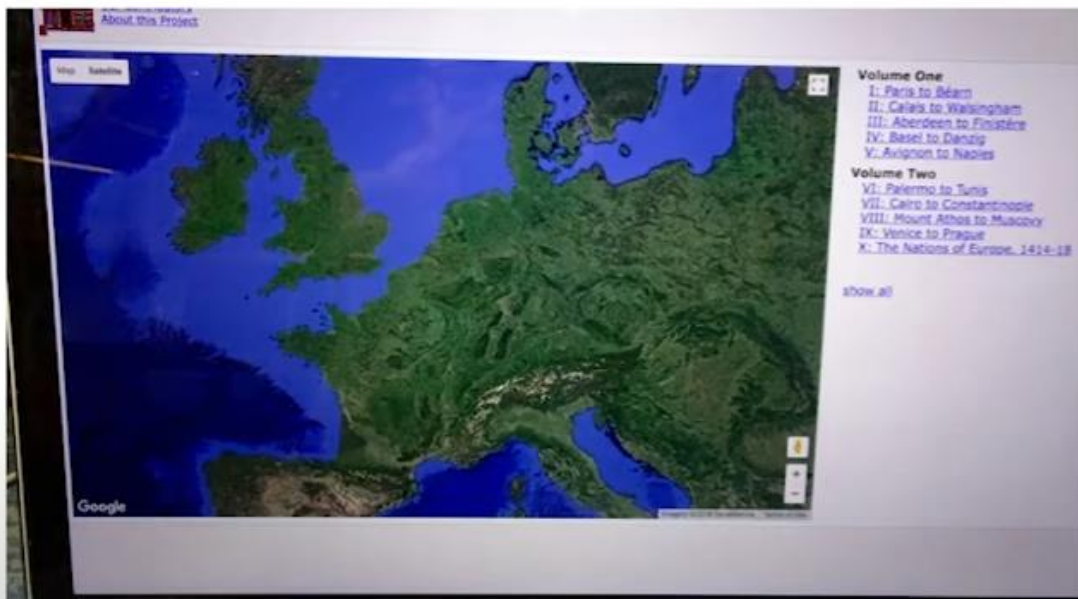 About this Project
Map Satellite
Volume One
I: Paris to Béarn
II: Calais to Walsingham
III: Aberdeen to Finistère
IV: Basel to Danzig
V: Avignon to Naples
Volume Two
VI: Palermo to Tunis
VII: Cairo to Constantinople
VIII: Mount Athos to Muscovy
IX: Venice to Prague
X: The Nations of Europe, 1414-18
show all
+
-
Google